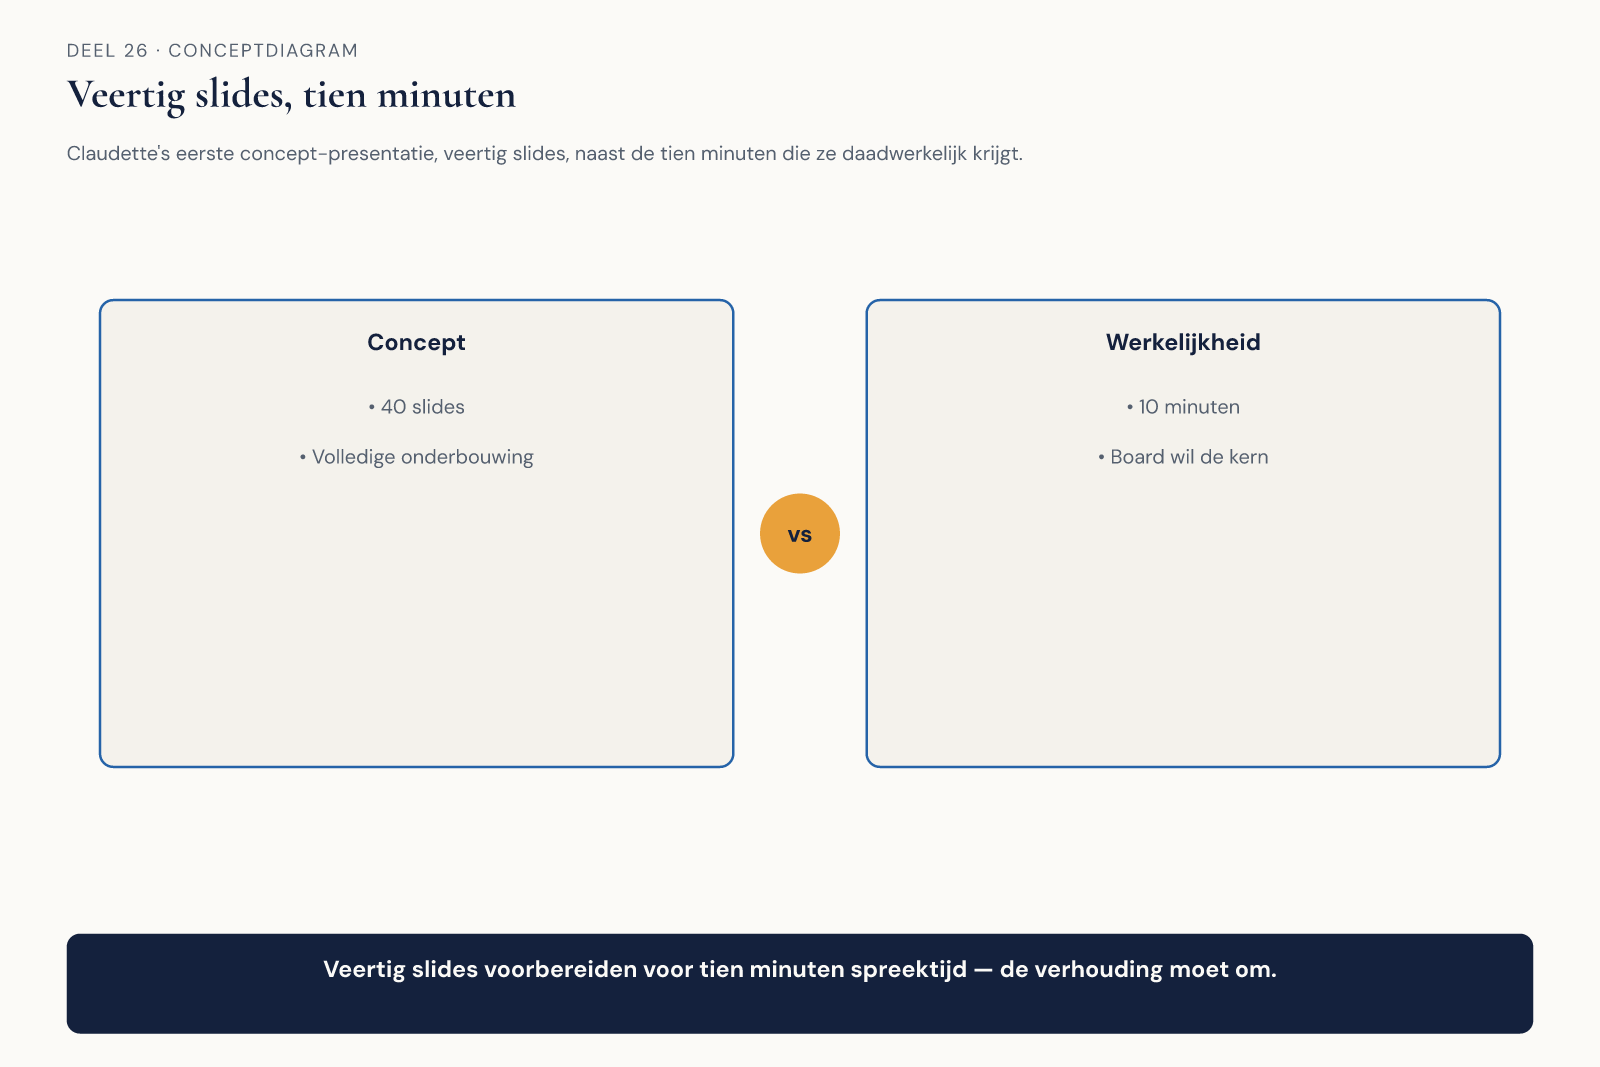 DEEL 26 · CONCEPTDIAGRAM
Veertig slides, tien minuten
Claudette's eerste concept-presentatie, veertig slides, naast de tien minuten die ze daadwerkelijk krijgt.
Concept
• 40 slides
• Volledige onderbouwing
vs
Werkelijkheid
• 10 minuten
• Board wil de kern
Veertig slides voorbereiden voor tien minuten spreektijd — de verhouding moet om.